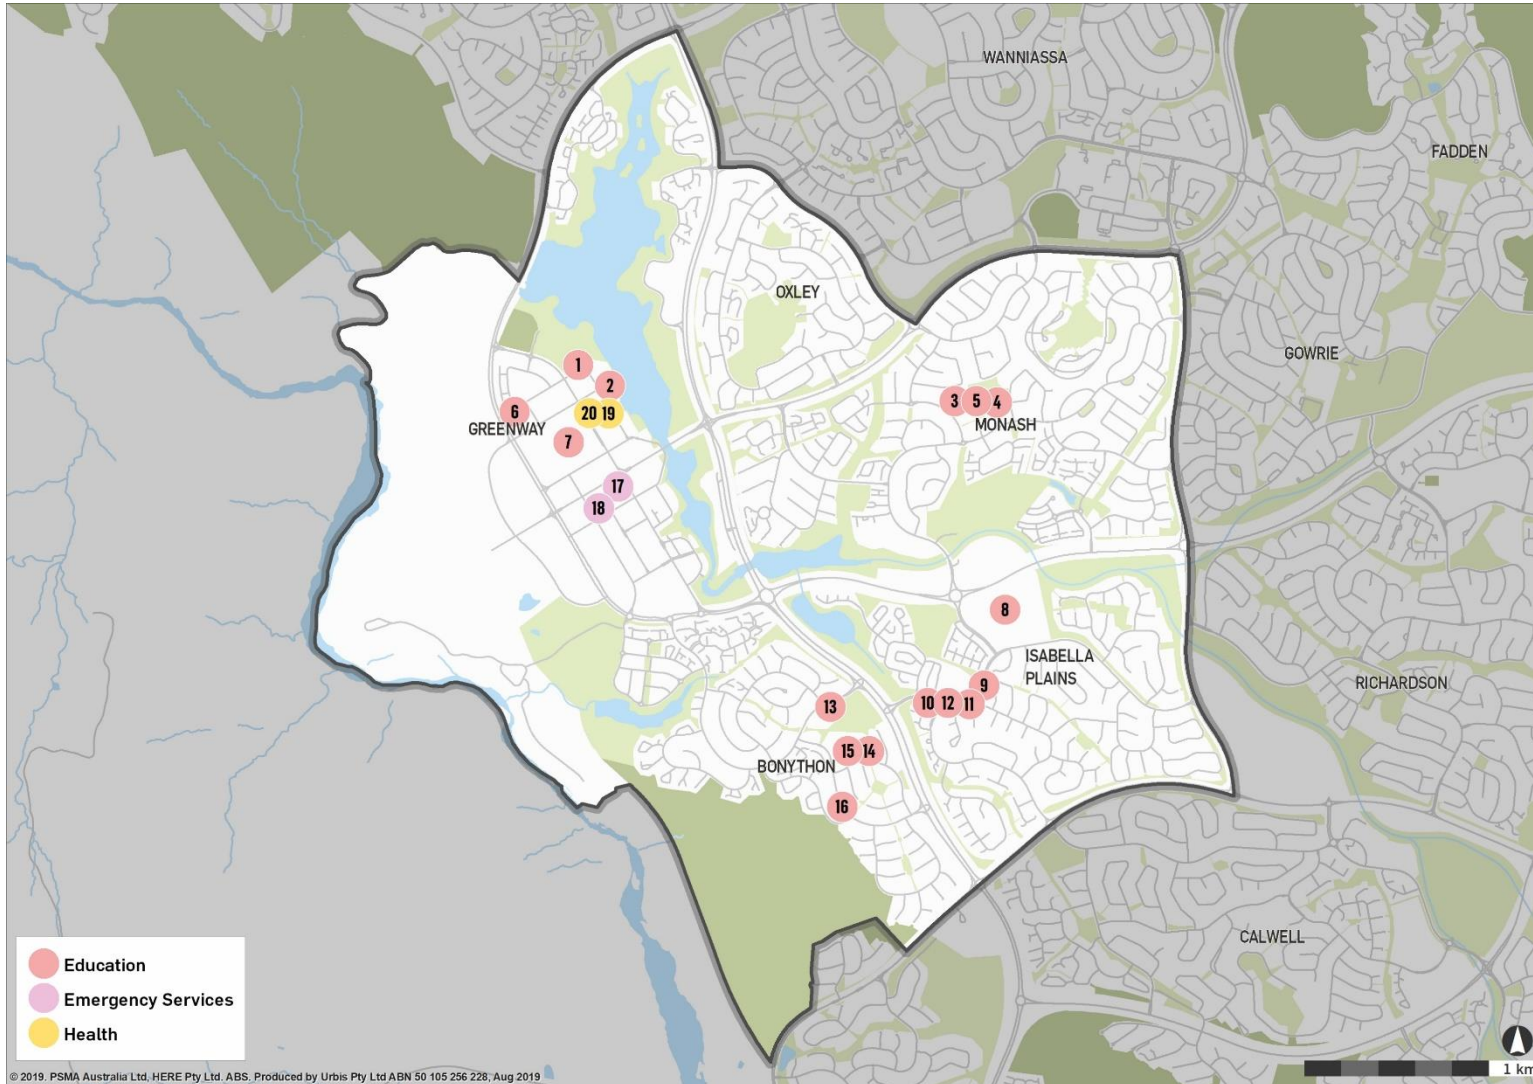 WANNIASSA
FADDEN
OXLEY
GOWRIE
1
2
3 5 4
6
20 19
MONASH
GREENWAY
7
17
18
8
ISABELLA
PLAINS
9
RICHARDSON
10 12 11
13
15 14
BONYTHON
16
CALWELL
Education
Emergency Services
Health
1 km
© 2019. PSMA Australia Ltd, HERE Pty Ltd. ABS. Produced by Urbis Pty Ltd ABN 50 105 256 228, Aug 2019